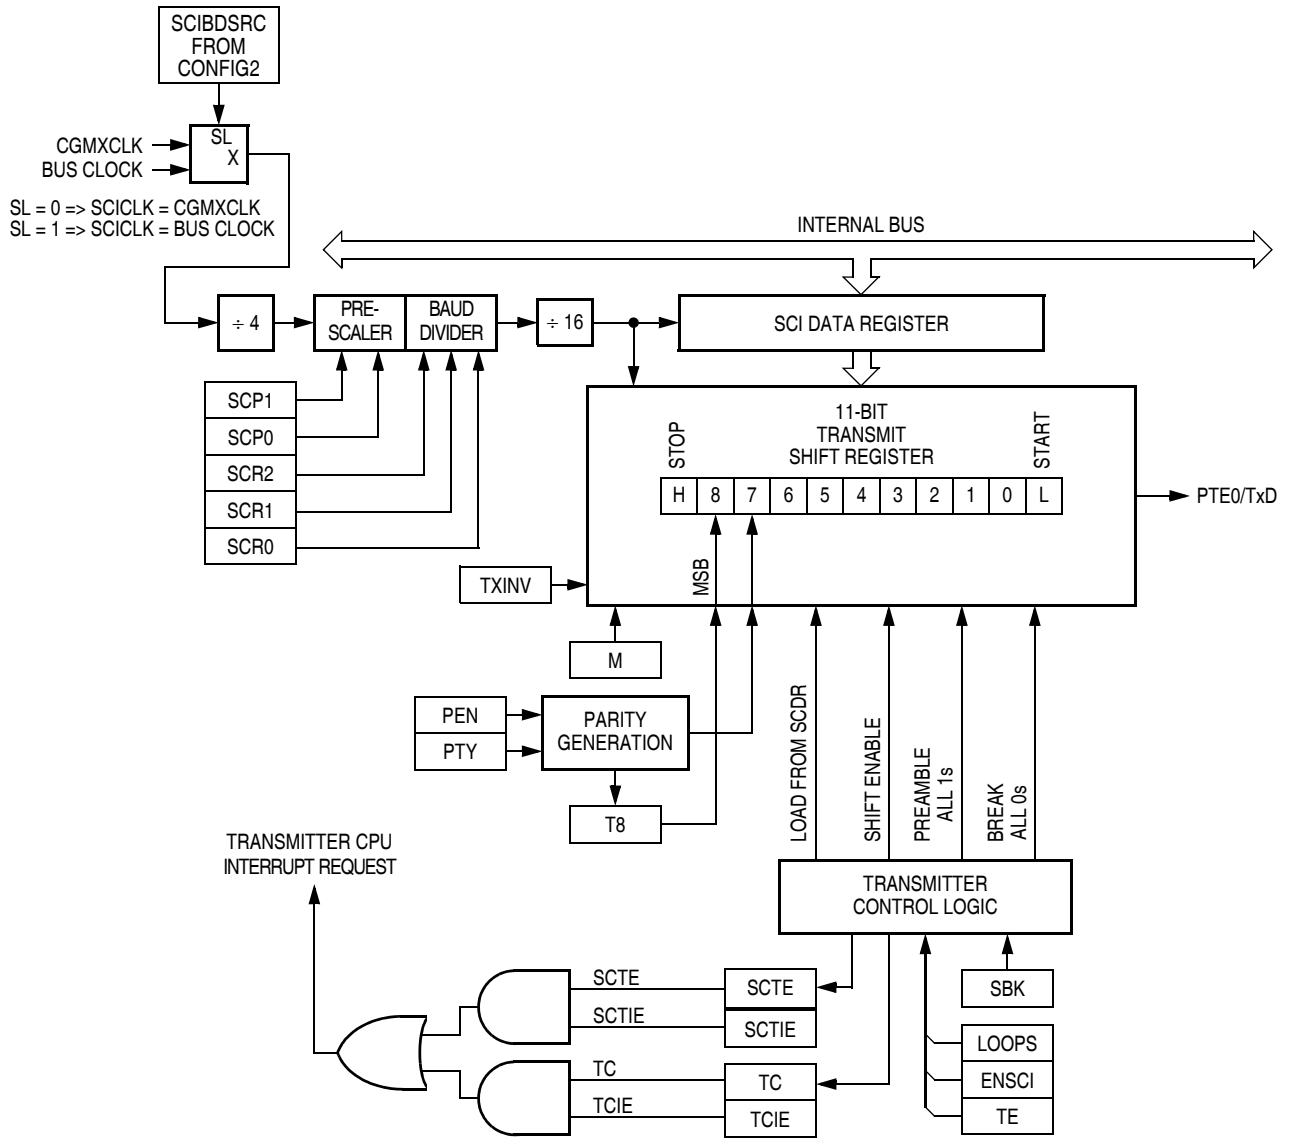 SCIBDSRC
FROM
CONFIG2
SL
X
CGMXCLK
BUS CLOCK
SL = 0 => SCICLK = CGMXCLK
SL = 1 => SCICLK = BUS CLOCK
INTERNAL BUS
÷ 4
PRE-
SCALER
BAUD
DIVIDER
÷ 16
SCI DATA REGISTER
SCP1
SCP0
SCR2
SCR1
SCR0
11-BIT
TRANSMIT
SHIFT REGISTER
STOP
START
H 8 7 6 5 4 3 2 1 0 L
PTE0/TxD
TXINV
MSB
M
PEN
PTY
PARITY
GENERATION
T8
LOAD FROM SCDR
SHIFT ENABLE
PREAMBLE
ALL 1s
BREAK
ALL 0s
TRANSMITTER CPU
INTERRUPT REQUEST
TRANSMITTER
CONTROL LOGIC
SCTE
SCTIE
TC
TCIE
SCTE
SCTIE
TC
TCIE
SBK
LOOPS
ENSCI
TE